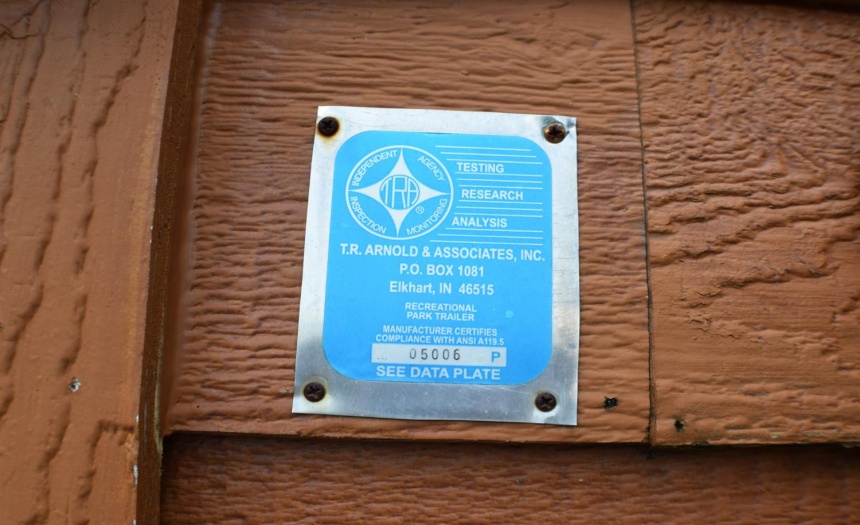 INDEPENDENT AGENCY
TRA
®
INSPECTION MONITORING
TESTING
RESEARCH
ANALYSIS
T.R. ARNOLD & ASSOCIATES, INC.
P.O. BOX 1081
Elkhart, IN 46515
RECREATIONAL
PARK TRAILER
MANUFACTURER CERTIFIES
COMPLIANCE WITH ANSI A119.5
05006 P
SEE DATA PLATE